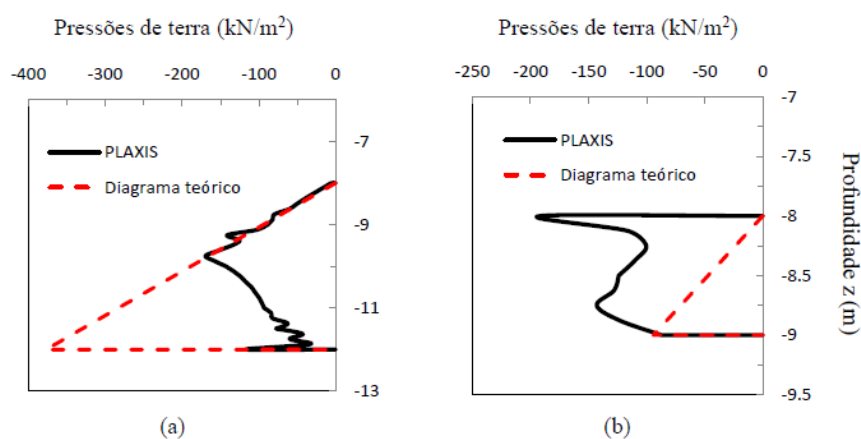 Pressões de terra (kN/m²)
-400 -300 -200 -100 0
-7
-9
-11
-13
PLAXIS
Diagrama teórico
(a)
Pressões de terra (kN/m²)
-250 -200 -150 -100 -50 0
-7
-7.5
-8
-8.5
-9
-9.5
PLAXIS
Diagrama teórico
Profundidade z (m)
(b)